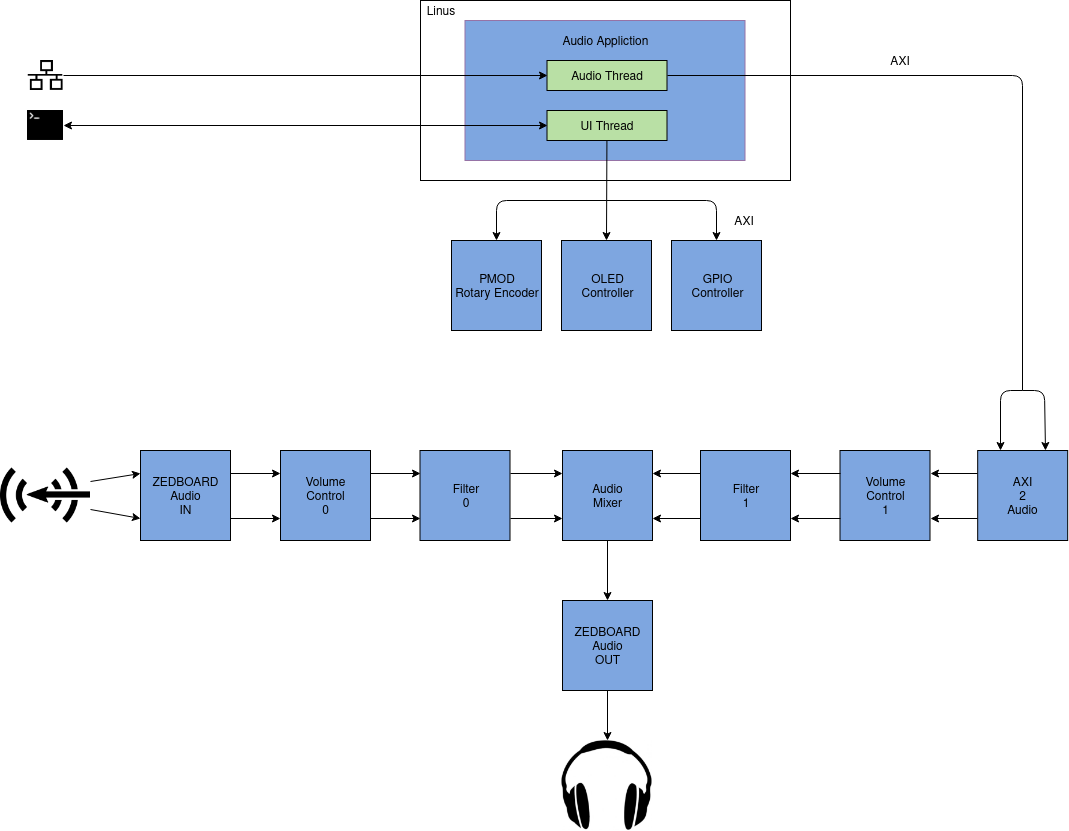 Linus
Audio Appliction
AXI
Audio Thread
>_
UI Thread
AXI
PMOD
Rotary Encoder
OLED
Controller
GPIO
Controller
ZEDBOARD
Audio
IN
Volume
Control
0
Filter
0
Audio
Mixer
Filter
1
Volume
Control
1
AXI
2
Audio
ZEDBOARD
Audio
OUT